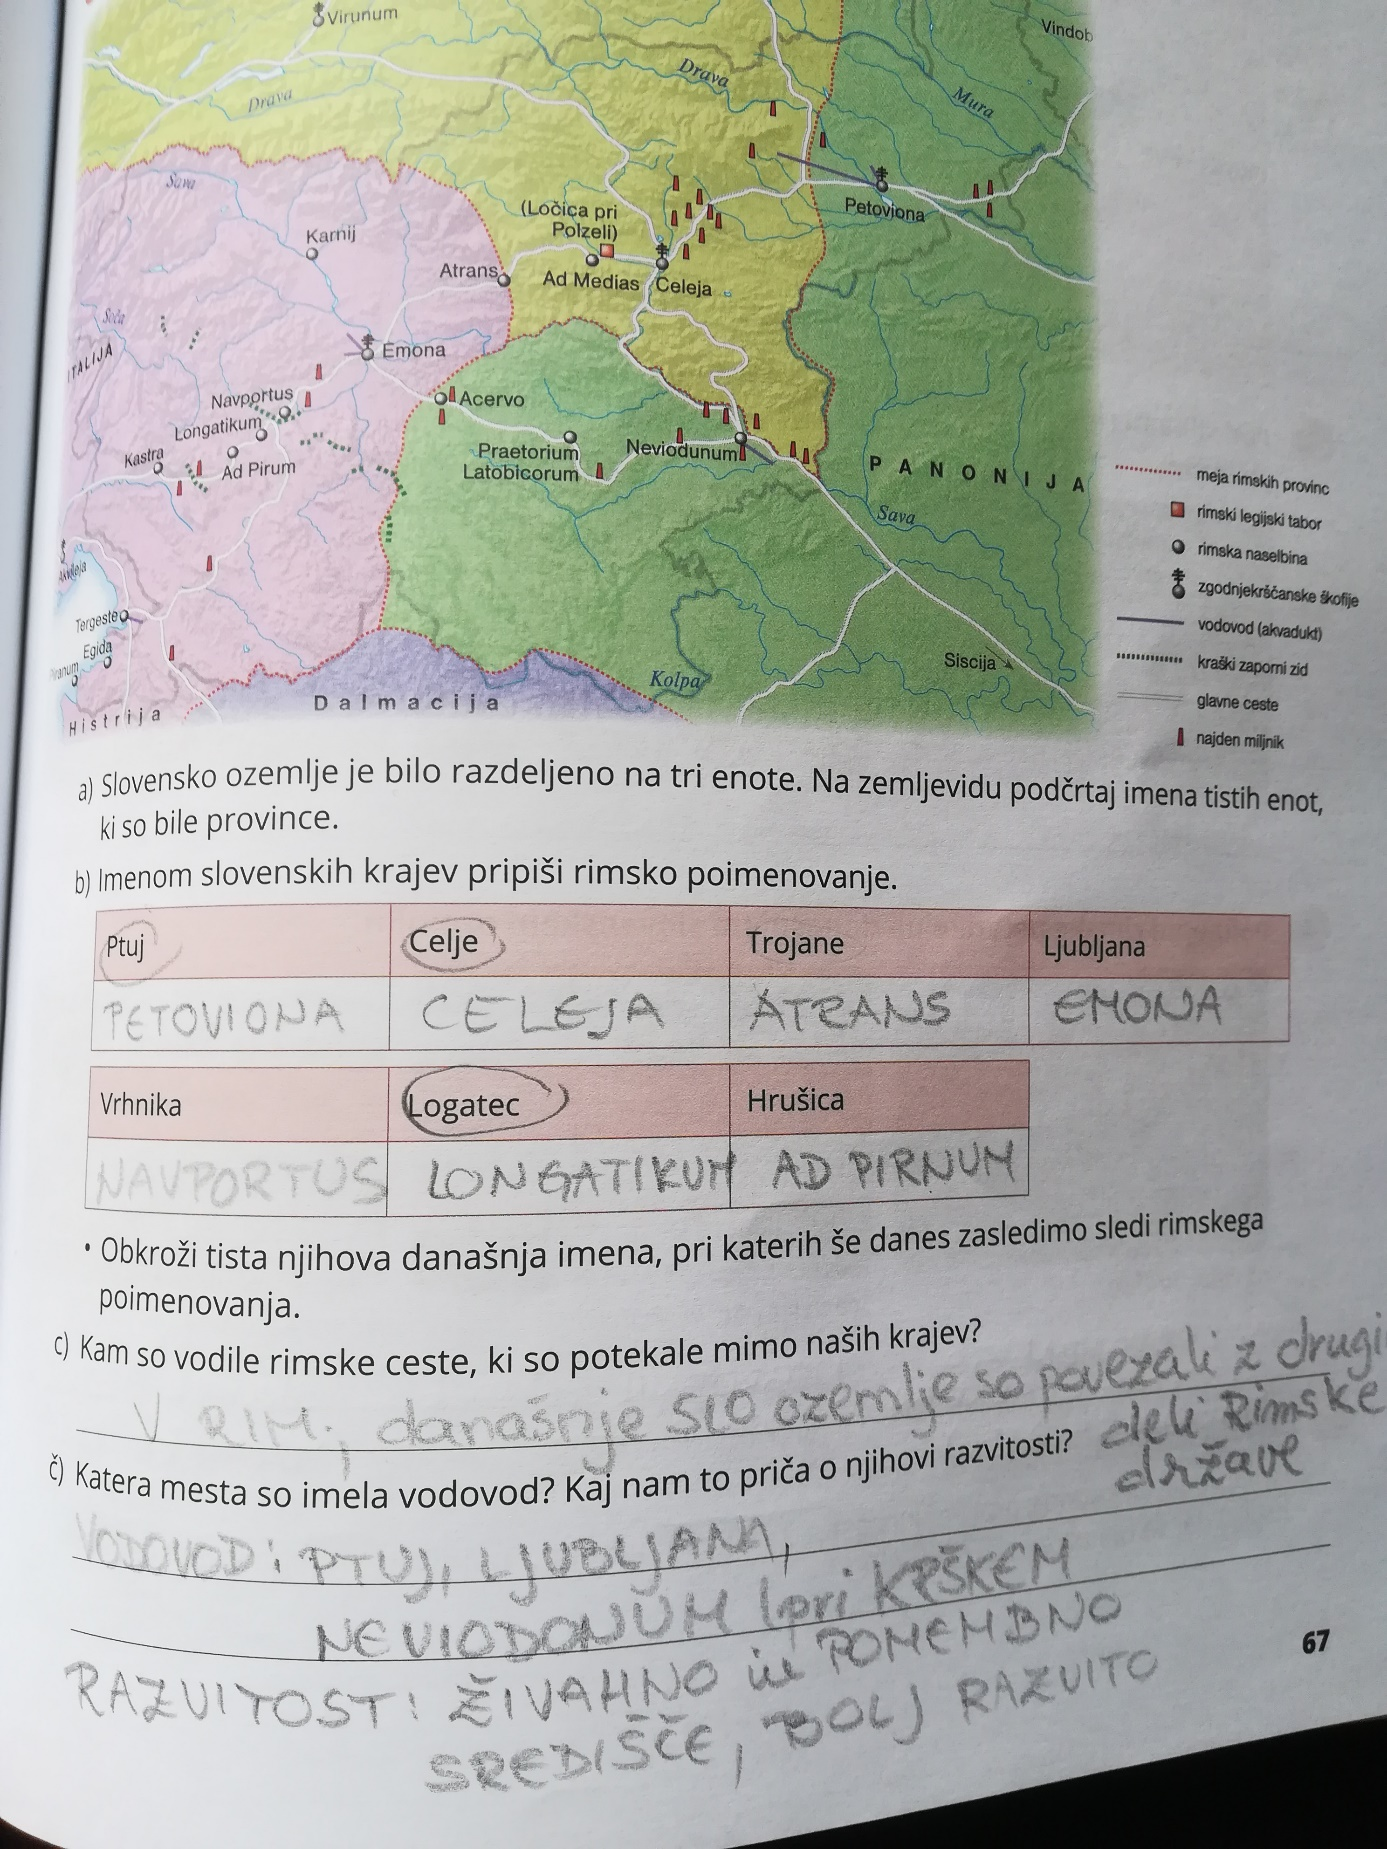 Virunum
Vindob
Drava
Drava
Mura
Sava
(Ločica pri
Polzeli)
Petoviona
Karnij
Atrans
Ad Medias
Celeja
Soča
ITALIJA
Emona
Navportus
Acervo
Longatikum
Kastra
Ad Pirum
Praetorium
Latobicorum
Neviodunum
PANONIJA
Sava
Akvileja
Tergeste
Egida
Siscija
Kolpa
Dalmacija
Histrija
meja rimskih provinc
rimski legijski tabor
rimska naselbina
zgodnjekrščanske škofije
vodovod (akvadukt)
kraški zaporni zid
glavne ceste
najden miljnik
a) Slovensko ozemlje je bilo razdeljeno na tri enote. Na zemljevidu podčrtaj imena tistih enot,
ki so bile province.
b) Imenom slovenskih krajev pripiši rimsko poimenovanje.
Ptuj Celje Trojane Ljubljana
PETOVIONA CELEJA ATRANS EMONA
Vrhnika Logatec Hrušica
NAVPORTUS LONGATIKUM AD PIRNUM
• Obkroži tista njihova današnja imena, pri katerih še danes zasledimo sledi rimskega
poimenovanja.
c) Kam so vodile rimske ceste, ki so potekale mimo naših krajev?
V RIM; današnje SLO ozemlje so povezali z drugi
deli Rimske
države
č) Katera mesta so imela vodovod? Kaj nam to priča o njihovi razvitosti?
VODOVOD: PTUJ, LJUBLJANA,
NEVIODONUM (pri KRŠKEM
RAZVITOST: ŽIVAHNO in POMEMBNO
SREDIŠČE, BOLJ RAZVITO
67